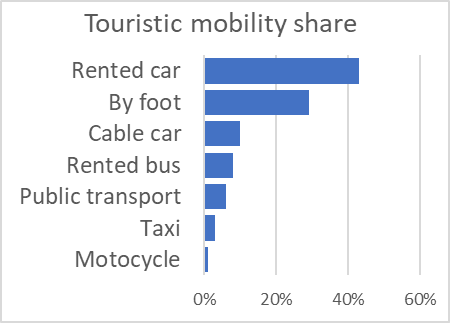 Touristic mobility share
Rented car
By foot
Cable car
Rented bus
Public transport
Taxi
Motocycle
0% 20% 40% 60%